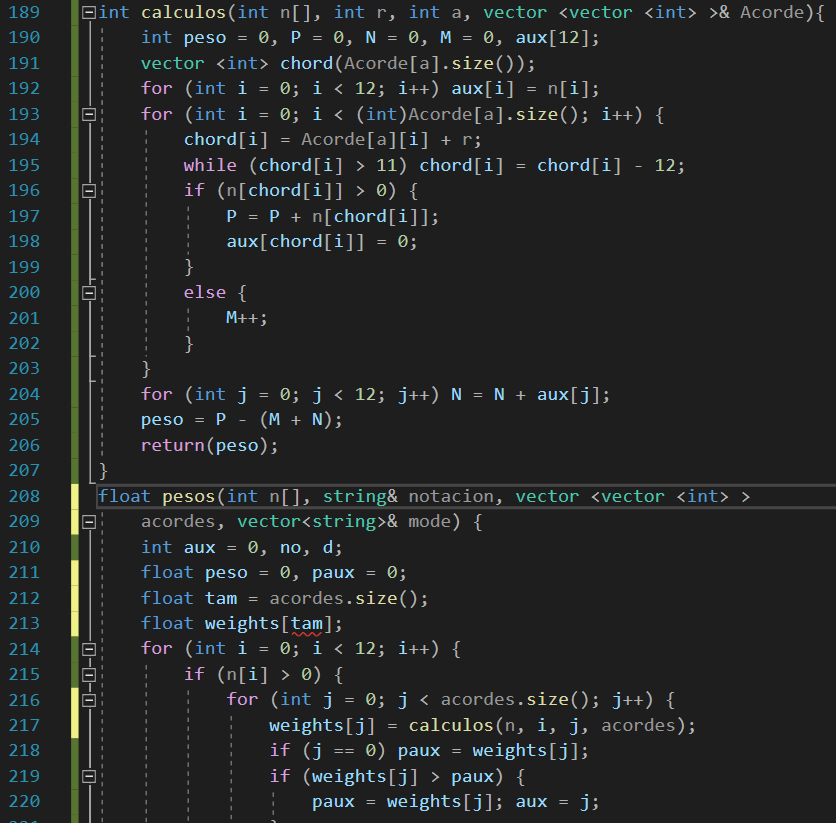 189 int calculos(int n[], int r, int a, vector <vector <int> >& Acorde){
190 int peso = 0, P = 0, N = 0, M = 0, aux[12];
191 vector <int> chord(Acorde[a].size());
192 for (int i = 0; i < 12; i++) aux[i] = n[i];
193 for (int i = 0; i < (int)Acorde[a].size(); i++) {
194 chord[i] = Acorde[a][i] + r;
195 while (chord[i] > 11) chord[i] = chord[i] - 12;
196 if (n[chord[i]] > 0) {
197 P = P + n[chord[i]];
198 aux[chord[i]] = 0;
199 }
200 else {
201 M++;
202 }
203 }
204 for (int j = 0; j < 12; j++) N = N + aux[j];
205 peso = P - (M + N);
206 return(peso);
207 }
208 float pesos(int n[], string& notacion, vector <vector <int> >
209 acordes, vector<string>& mode) {
210 int aux = 0, no, d;
211 float peso = 0, paux = 0;
212 float tam = acordes.size();
213 float weights[tam];
214 for (int i = 0; i < 12; i++) {
215 if (n[i] > 0) {
216 for (int j = 0; j < acordes.size(); j++) {
217 weights[j] = calculos(n, i, j, acordes);
218 if (j == 0) paux = weights[j];
219 if (weights[j] > paux) {
220 paux = weights[j]; aux = j;